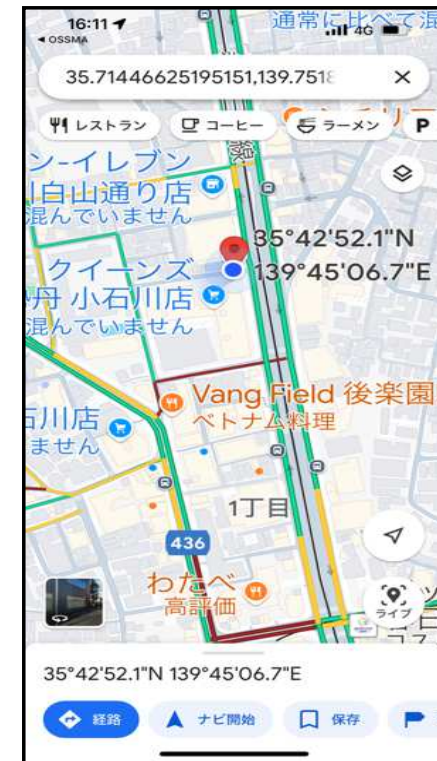 16:11
OSSMA
通常に比べて混
4G
35.71446625195151,139.7518
レストラン
コーヒー
ラーメン
P
ン-イレブン
白山通り店
混んでいません
35°42'52.1"N
139°45'06.7"E
クイーンズ
丹 小石川店
混んでいません
Vang Field 後楽園
ベトナム料理
石川店
ません
1丁目
436
わたべ
高評価
ライブ
35°42'52.1"N 139°45'06.7"E
経路
ナビ開始
保存